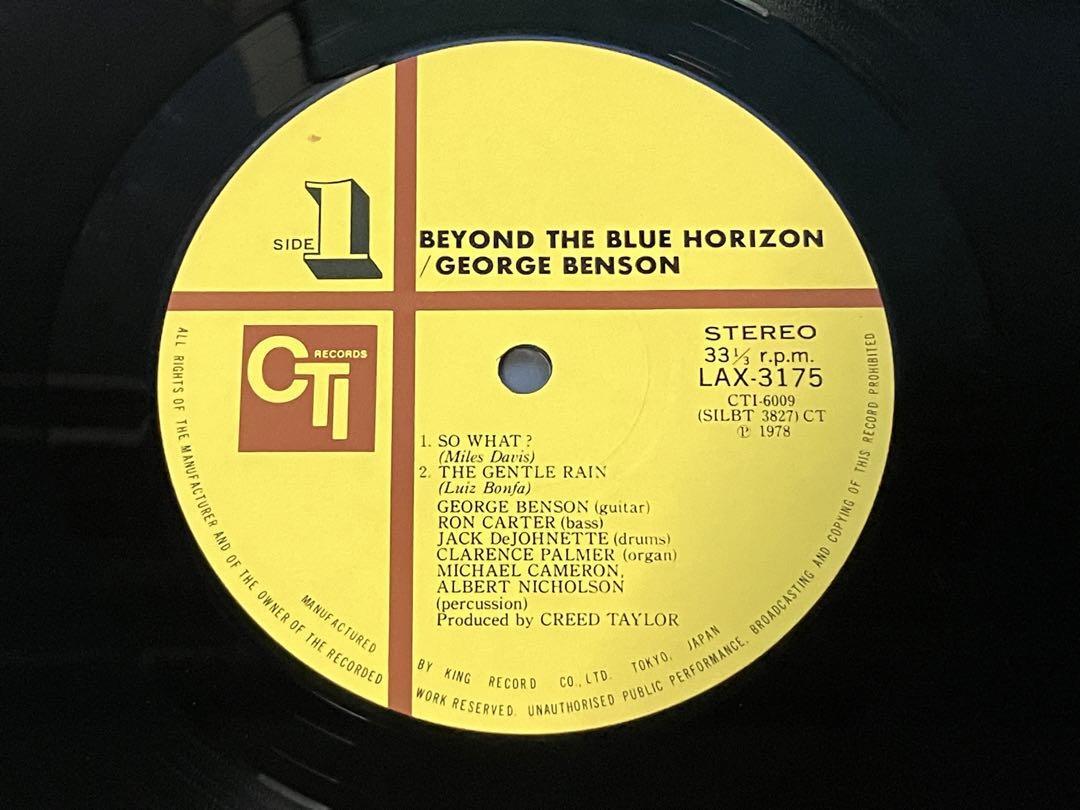 SIDE 1
BEYOND THE BLUE HORIZON
/GEORGE BENSON
CTI RECORDS
STEREO
33⅓ r.p.m.
LAX-3175
CTI-6009
(SILBT 3827) CT
℗ 1978
1. SO WHAT?
(Miles Davis)
2. THE GENTLE RAIN
(Luiz Bonfa)
GEORGE BENSON (guitar)
RON CARTER (bass)
JACK DeJOHNETTE (drums)
CLARENCE PALMER (organ)
MICHAEL CAMERON,
ALBERT NICHOLSON
(percussion)
Produced by CREED TAYLOR
MANUFACTURED BY KING RECORD CO., LTD. TOKYO, JAPAN
ALL RIGHTS OF THE MANUFACTURER AND OF THE OWNER OF THE RECORDED WORK RESERVED. UNAUTHORISED PUBLIC PERFORMANCE, BROADCASTING AND COPYING OF THIS RECORD PROHIBITED